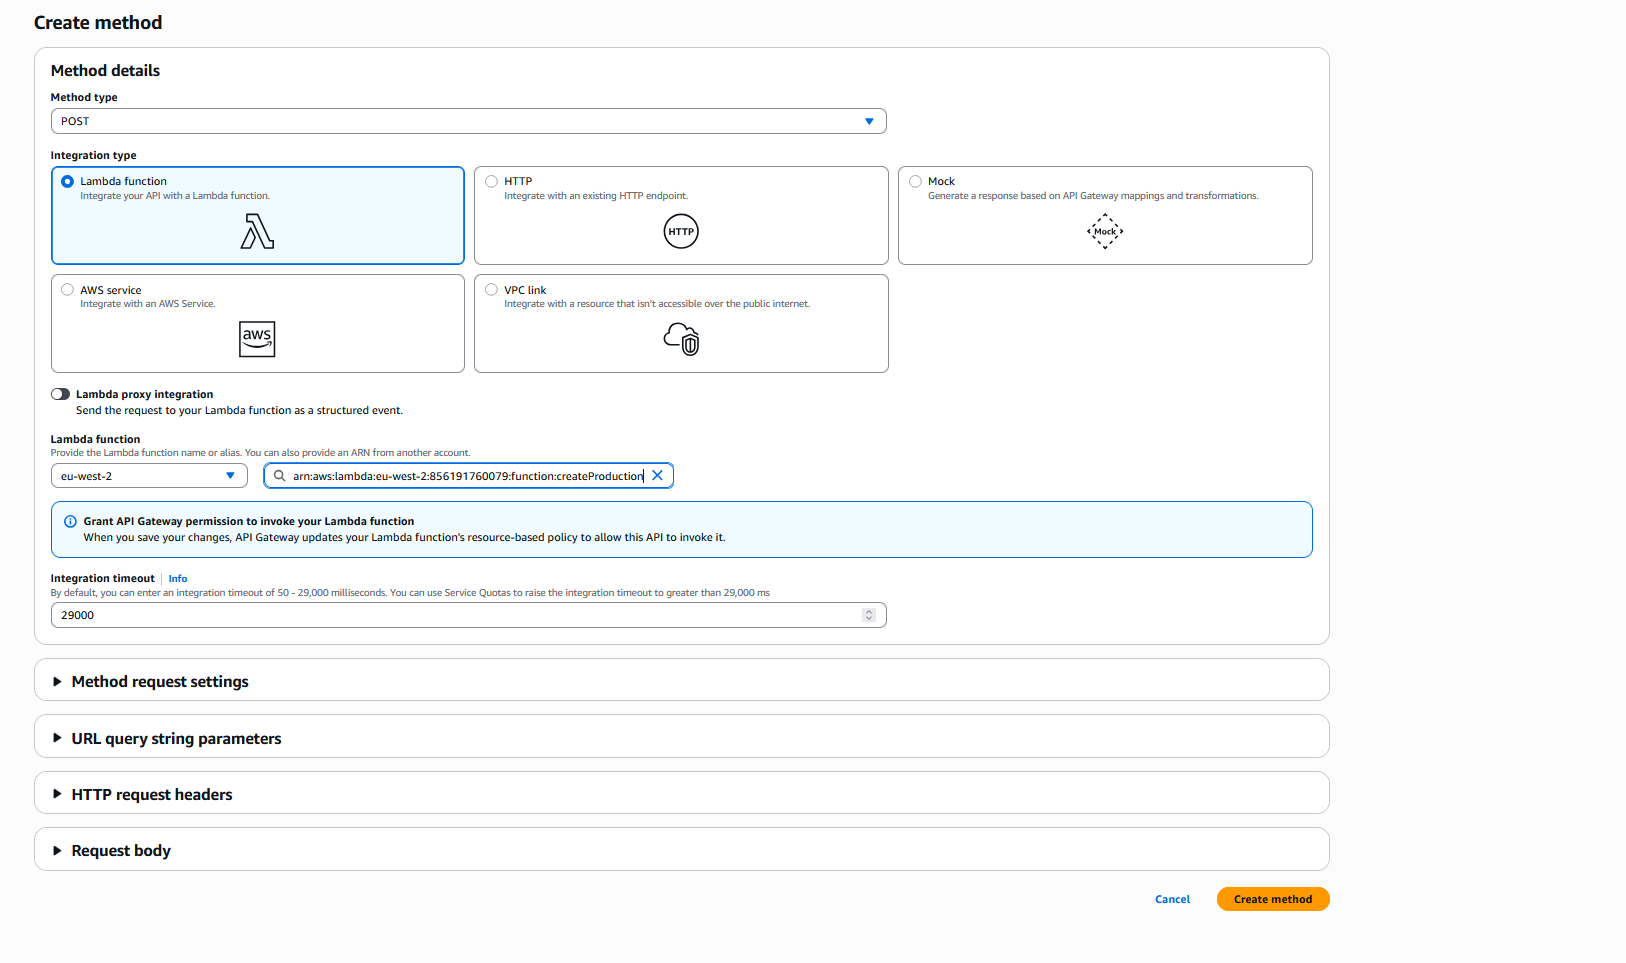 Create method
Method details
Method type
POST
Integration type
Lambda function
Integrate your API with a Lambda function.
HTTP
Integrate with an existing HTTP endpoint.
HTTP
Mock
Generate a response based on API Gateway mappings and transformations.
Mock
AWS service
Integrate with an AWS Service.
aws
VPC link
Integrate with a resource that isn't accessible over the public internet.
Lambda proxy integration
Send the request to your Lambda function as a structured event.
Lambda function
Provide the Lambda function name or alias. You can also provide an ARN from another account.
eu-west-2
arn:aws:lambda:eu-west-2:856191760079:function:createProduction
Grant API Gateway permission to invoke your Lambda function
When you save your changes, API Gateway updates your Lambda function's resource-based policy to allow this API to invoke it.
Integration timeout Info
By default, you can enter an integration timeout of 50 - 29,000 milliseconds. You can use Service Quotas to raise the integration timeout to greater than 29,000 ms
29000
Method request settings
URL query string parameters
HTTP request headers
Request body
Cancel
Create method